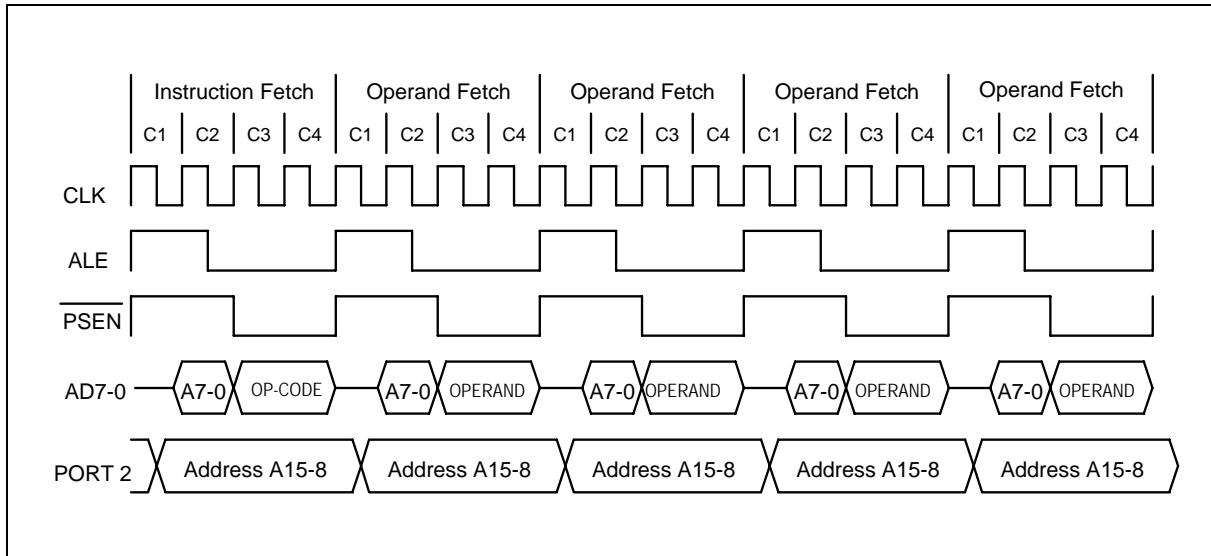 Instruction Fetch Operand Fetch Operand Fetch Operand Fetch Operand Fetch
C1 C2 C3 C4 C1 C2 C3 C4 C1 C2 C3 C4 C1 C2 C3 C4 C1 C2 C3 C4
CLK
ALE
PSEN
AD7-0 A7-0 OP-CODE A7-0 OPERAND A7-0 OPERAND A7-0 OPERAND A7-0 OPERAND
PORT 2 Address A15-8 Address A15-8 Address A15-8 Address A15-8 Address A15-8